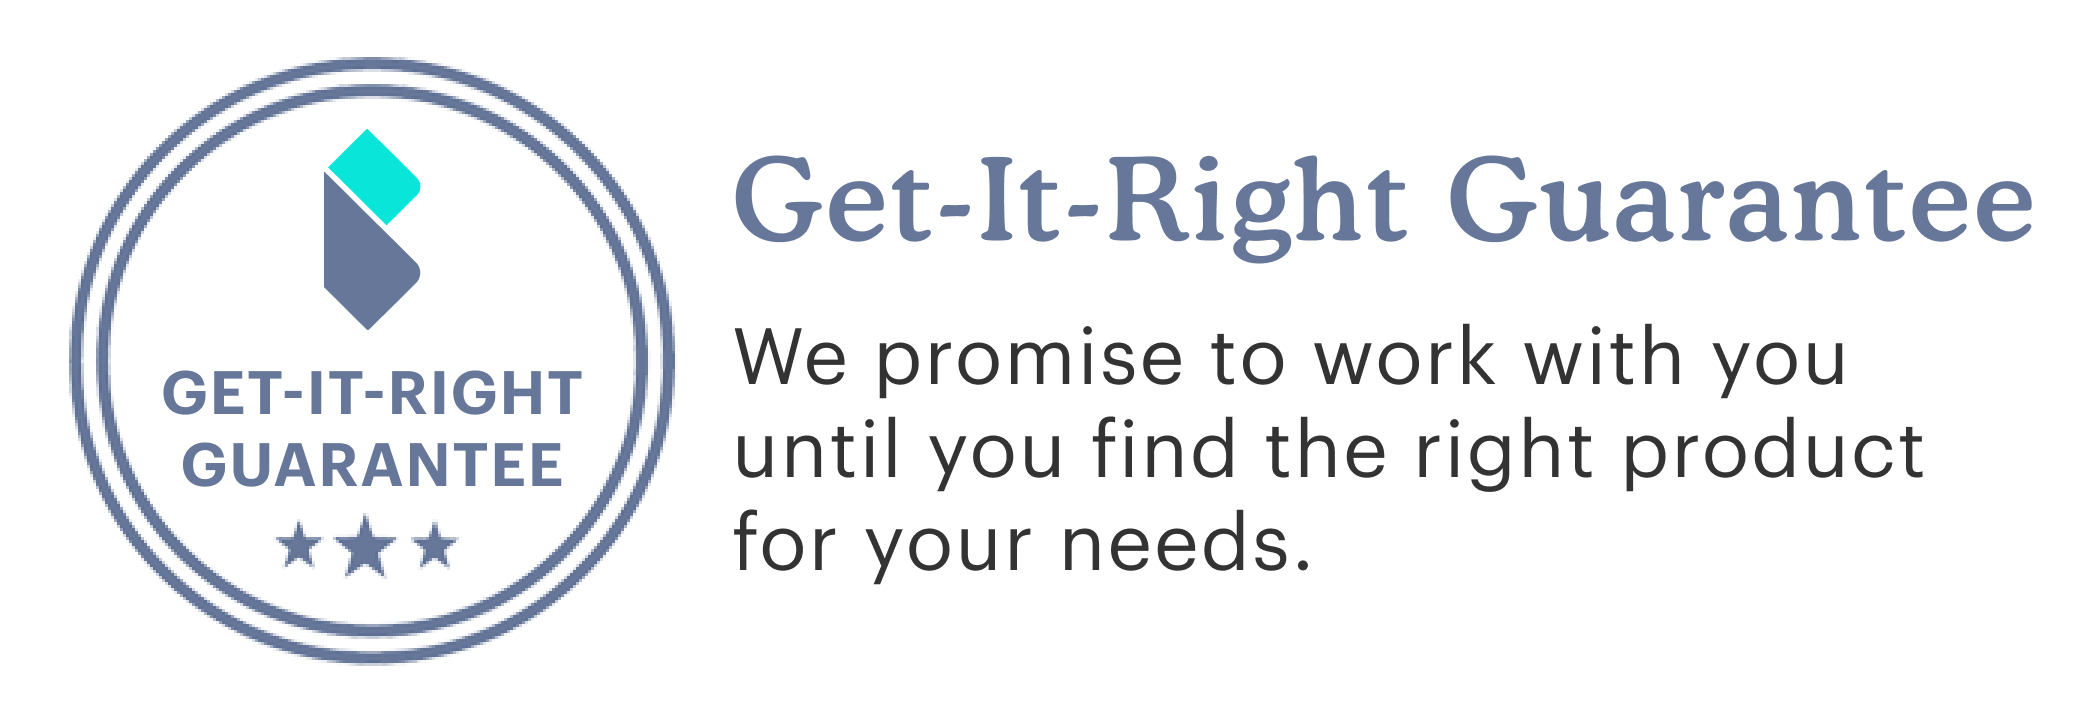 GET-IT-RIGHT
GUARANTEE
Get-It-Right Guarantee
We promise to work with you
until you find the right product
for your needs.